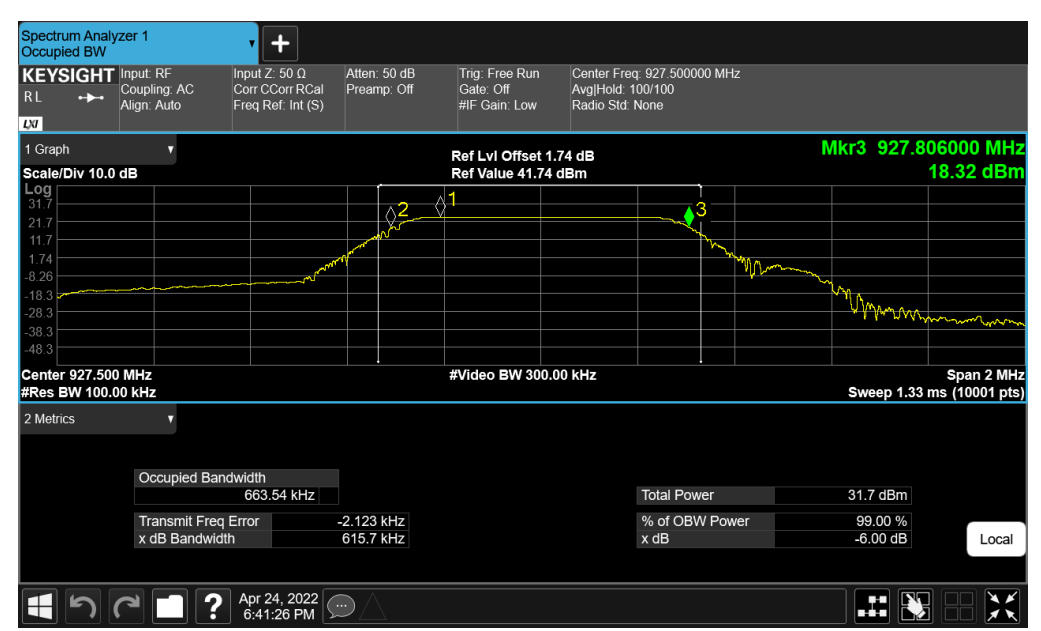 Spectrum Analyzer 1
Occupied BW
KEYSIGHT
R L
LXI
Input: RF
Coupling: AC
Align: Auto
Input Z: 50 Ω
Corr CCorr RCal
Freq Ref: Int (S)
Atten: 50 dB
Preamp: Off
Trig: Free Run
Gate: Off
#IF Gain: Low
Center Freq: 927.500000 MHz
Avg|Hold: 100/100
Radio Std: None
1 Graph
Scale/Div 10.0 dB
Ref Lvl Offset 1.74 dB
Ref Value 41.74 dBm
Mkr3 927.806000 MHz
18.32 dBm
Log
31.7
21.7
11.7
1.74
-8.26
-18.3
-28.3
-38.3
-48.3
2
1
3
Center 927.500 MHz
#Video BW 300.00 kHz
Span 2 MHz
#Res BW 100.00 kHz
Sweep 1.33 ms (10001 pts)
2 Metrics
Occupied Bandwidth
663.54 kHz
Total Power 31.7 dBm
Transmit Freq Error -2.123 kHz
% of OBW Power 99.00 %
x dB Bandwidth 615.7 kHz
x dB -6.00 dB
Local
?
Apr 24, 2022
6:41:26 PM